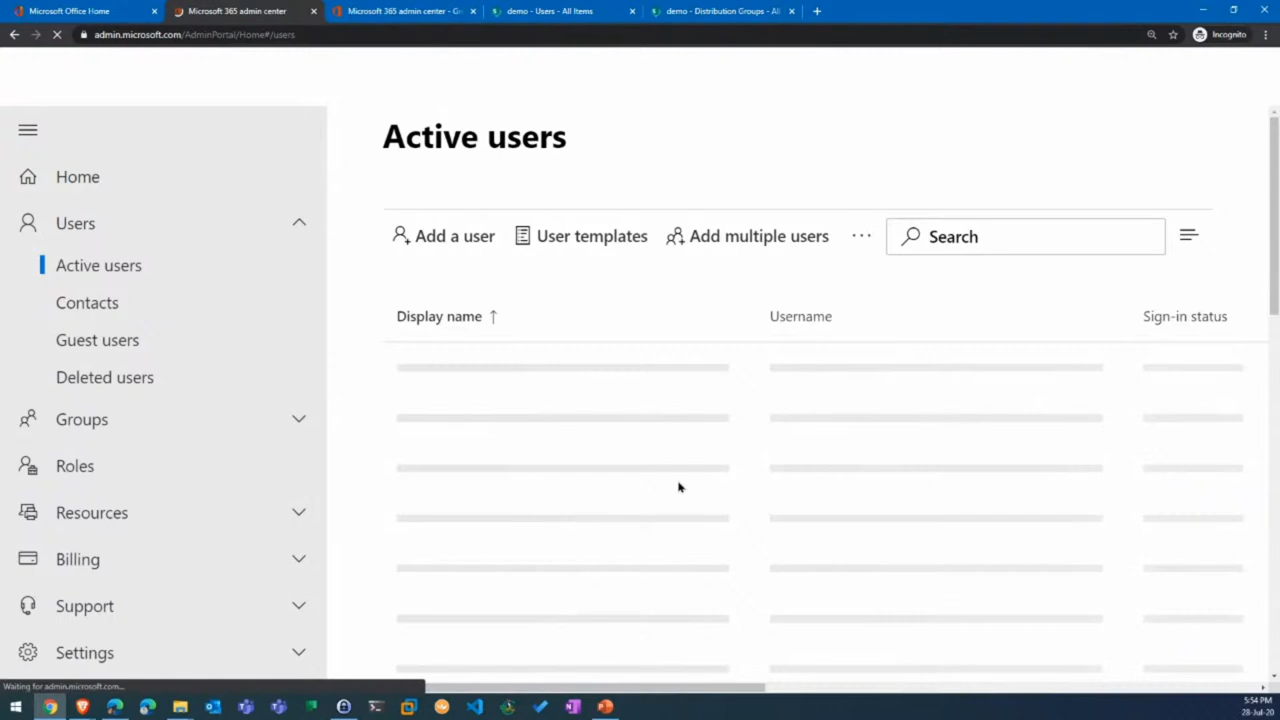 Microsoft Office Home
Microsoft 365 admin center
Microsoft 365 admin center - Gr
demo - Users - All Items
demo - Distribution Groups - All
admin.microsoft.com/AdminPortal/Home#/users
Incognito
Active users
Home
Users
Active users
Contacts
Guest users
Deleted users
Groups
Roles
Resources
Billing
Support
Settings
Add a user
User templates
Add multiple users
Search
Display name ↑
Username
Sign-in status
Waiting for admin.microsoft.com...
5:54 PM
28-Jul-20